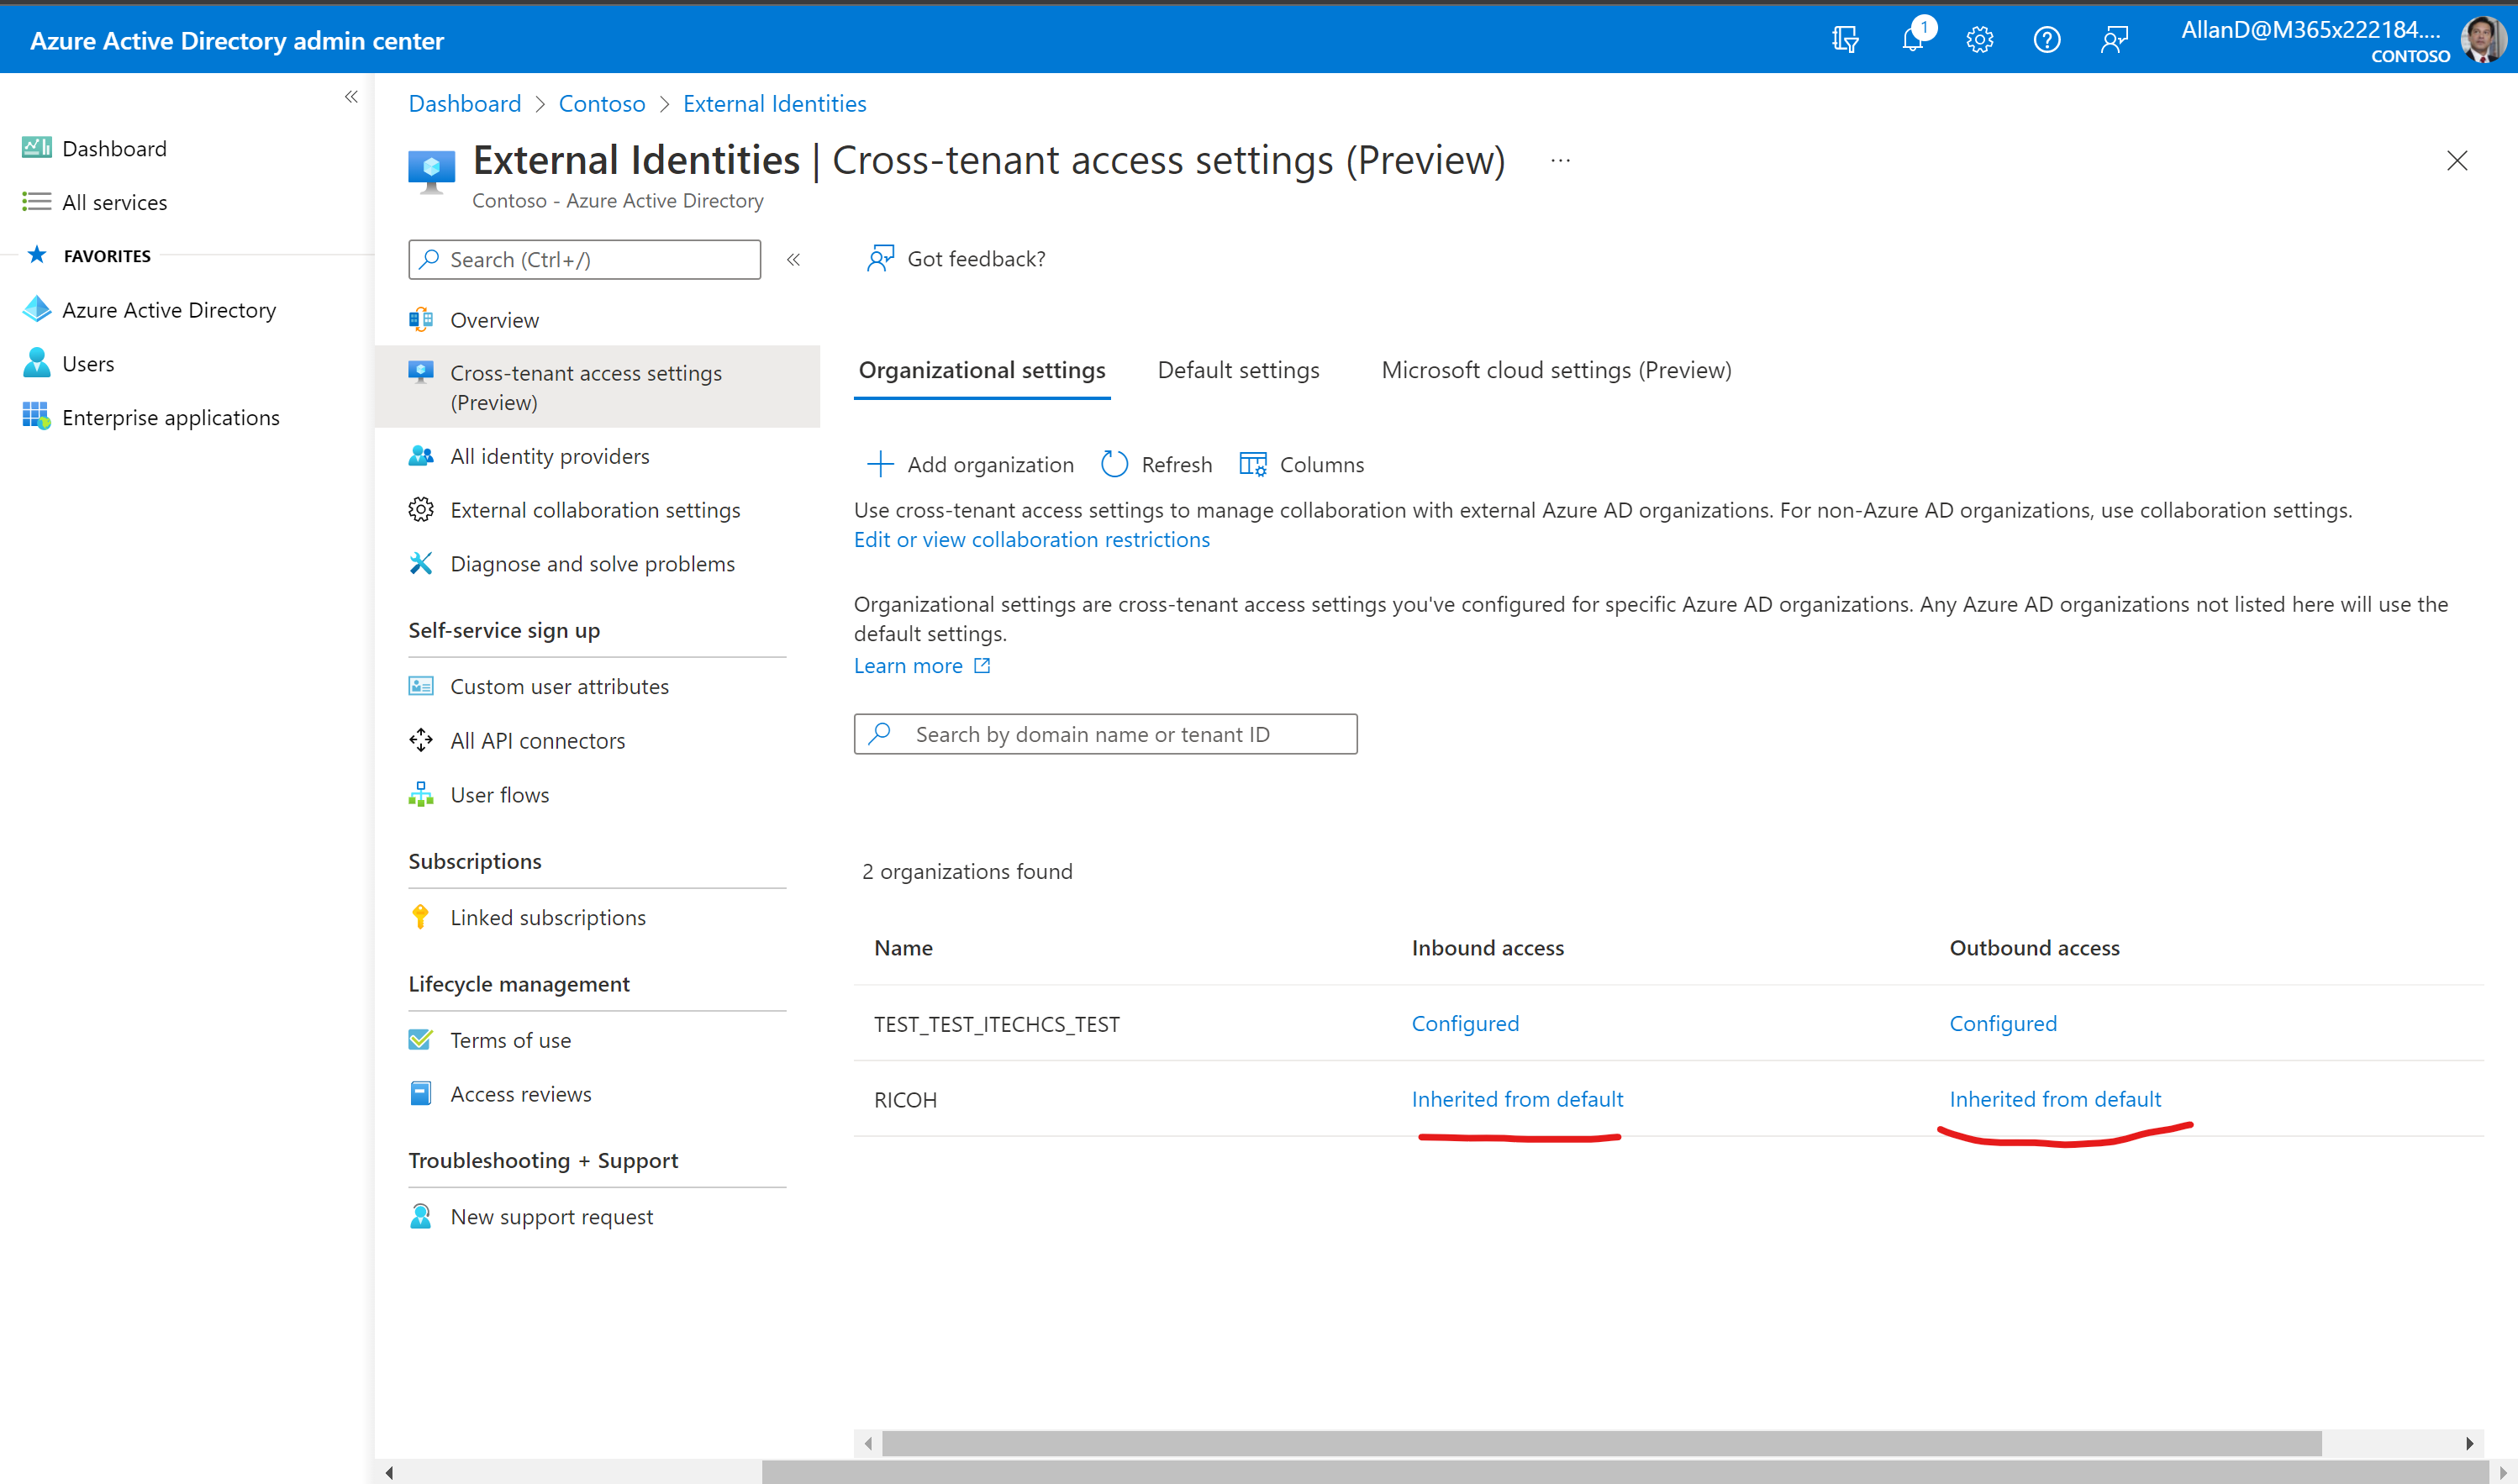 Azure Active Directory admin center
1
AllanD@M365x222184....
CONTOSO
Dashboard
All services
FAVORITES
Azure Active Directory
Users
Enterprise applications
Dashboard > Contoso > External Identities
External Identities | Cross-tenant access settings (Preview) ...
Contoso - Azure Active Directory
Search (Ctrl+/)
Overview
Cross-tenant access settings
(Preview)
All identity providers
External collaboration settings
Diagnose and solve problems
Self-service sign up
Custom user attributes
All API connectors
User flows
Subscriptions
Linked subscriptions
Lifecycle management
Terms of use
Access reviews
Troubleshooting + Support
New support request
Got feedback?
Organizational settings Default settings Microsoft cloud settings (Preview)
Add organization Refresh Columns
Use cross-tenant access settings to manage collaboration with external Azure AD organizations. For non-Azure AD organizations, use collaboration settings.
Edit or view collaboration restrictions
Organizational settings are cross-tenant access settings you've configured for specific Azure AD organizations. Any Azure AD organizations not listed here will use the
default settings.
Learn more
Search by domain name or tenant ID
2 organizations found
Name Inbound access Outbound access
TEST_TEST_ITECHCS_TEST Configured Configured
RICOH Inherited from default Inherited from default